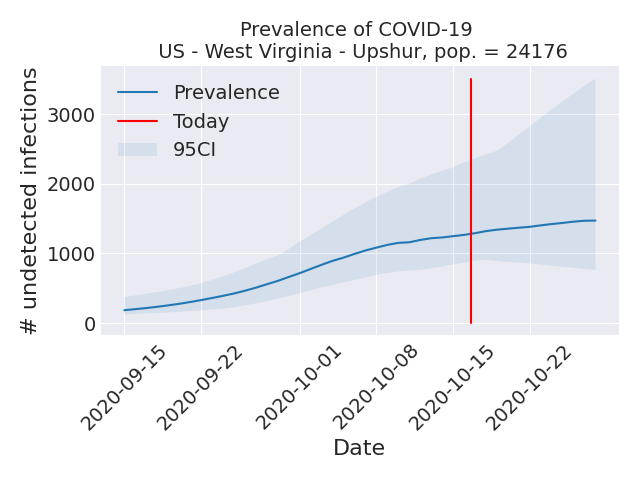 Prevalence of COVID-19
US - West Virginia - Upshur, pop. = 24176
Prevalence
Today
95CI
# undetected infections
3000
2000
1000
0
2020-09-15
2020-09-22
2020-10-01
2020-10-08
2020-10-15
2020-10-22
Date